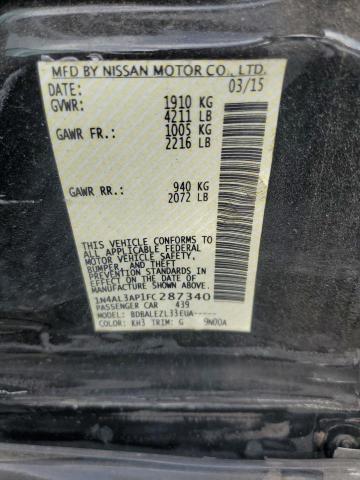 MFD BY NISSAN MOTOR CO., LTD.
DATE: 03/15
GVWR: 1910 KG
4211 LB
GAWR FR.: 1005 KG
2216 LB
GAWR RR.: 940 KG
2072 LB
THIS VEHICLE CONFORMS TO
ALL APPLICABLE FEDERAL
MOTOR VEHICLE SAFETY,
BUMPER, AND THEFT
PREVENTION STANDARDS IN
EFFECT ON THE DATE OF
MANUFACTURE SHOWN ABOVE.
1N4AL3AP1FC287340
PASSENGER CAR 439
MODEL: BDBALEZL33EUA-----
COLOR: KH3 TRIM: G 9N00A